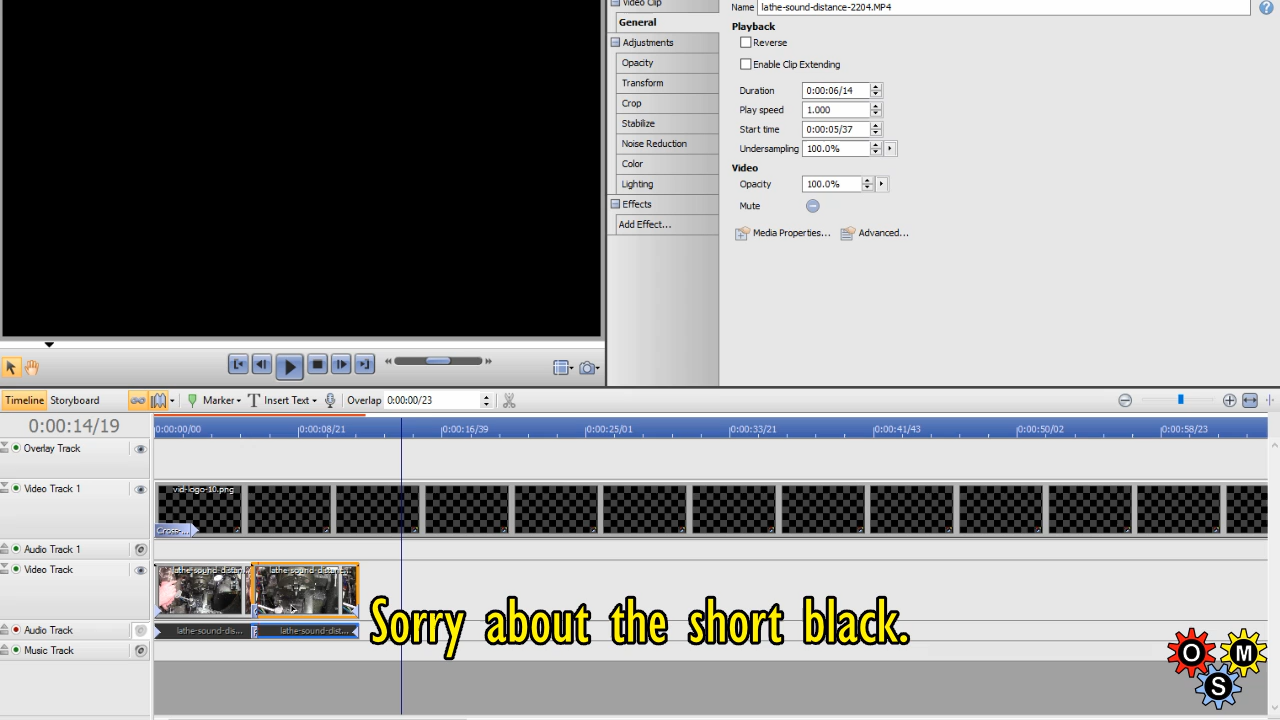 Video Clip
Name lathe-sound-distance-2204.MP4
General
Playback
Adjustments
Reverse
Opacity
Enable Clip Extending
Transform
Duration 0:00:06/14
Crop
Play speed 1.000
Stabilize
Start time 0:00:05/37
Noise Reduction
Undersampling 100.0%
Color
Video
Lighting
Opacity 100.0%
Effects
Mute
Add Effect...
Media Properties... Advanced...
Timeline Storyboard Marker Insert Text Overlap 0:00:00/23
0:00:14/19
0:00:00/00 0:00:08/21 0:00:16/39 0:00:25/01 0:00:33/21 0:00:41/43 0:00:50/02 0:00:58/23
Overlay Track
Video Track 1
vid-logo-10.png
Cross-...
Audio Track 1
Video Track
lathe-sound-distan... lathe-sound-distanc...
Audio Track
lathe-sound-dis... lathe-sound-dist...
Music Track
Sorry about the short black.
O M
S